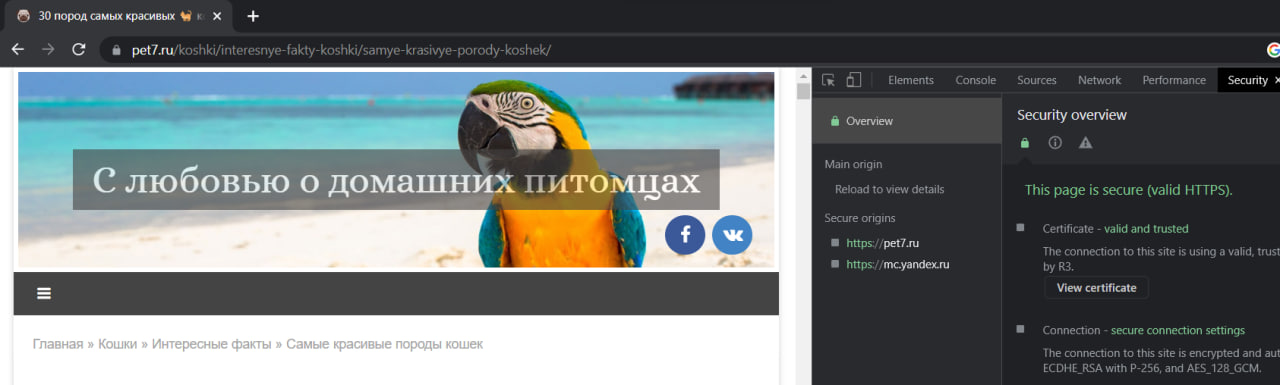 30 пород самых красивых
pet7.ru/koshki/interesnye-fakty-koshki/samye-krasivye-porody-koshek/
С любовью о домашних питомцах
Главная » Кошки » Интересные факты » Самые красивые породы кошек
Elements Console Sources Network Performance Security
Overview
Main origin
Reload to view details
Secure origins
https://pet7.ru
https://mc.yandex.ru
Security overview
This page is secure (valid HTTPS).
Certificate - valid and trusted
The connection to this site is using a valid, trust
by R3.
View certificate
Connection - secure connection settings
The connection to this site is encrypted and aut
ECDHE_RSA with P-256, and AES_128_GCM.